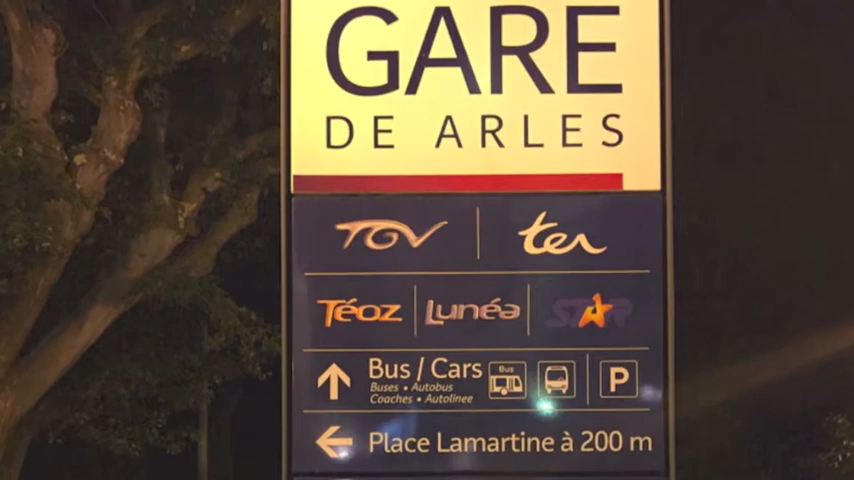 GARE
DE ARLES
TGV ter
Téoz Lunéa STAR
Bus / Cars Bus P
Buses • Autobus
Coaches • Autolinee
Place Lamartine à 200 m